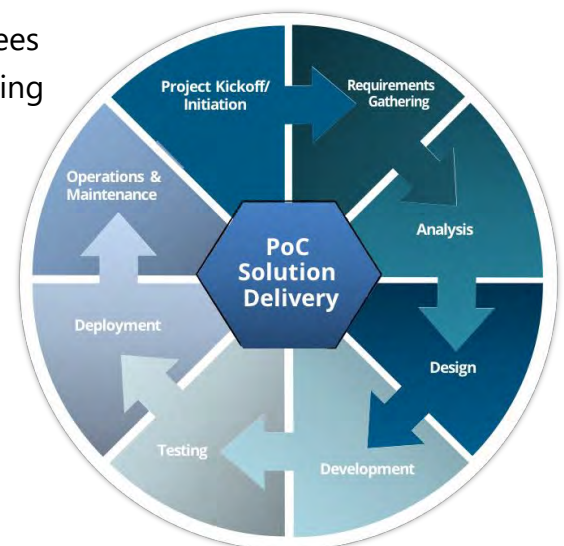 ees
ing
Project Kickoff/
Initiation
Requirements
Gathering
Analysis
Design
Development
Testing
Deployment
Operations &
Maintenance
PoC
Solution
Delivery